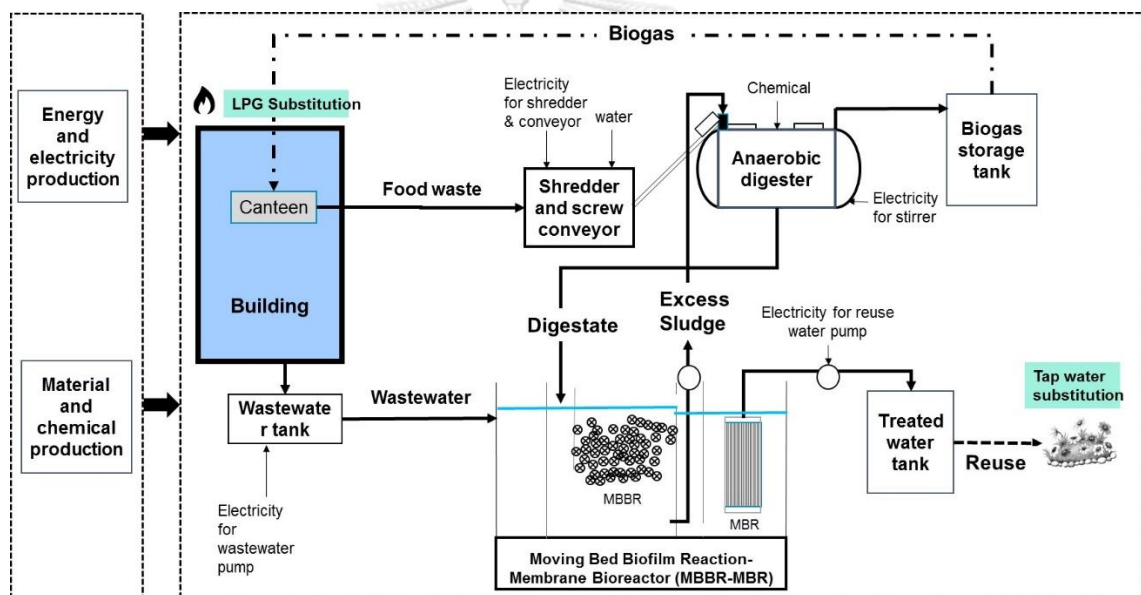 Biogas
Energy
and
electricity
production
LPG Substitution
Electricity
for shredder
& conveyor
water
Chemical
Canteen
Food waste
Shredder
and screw
conveyor
Anaerobic
digester
Biogas
storage
tank
Electricity
for stirrer
Building
Digestate
Excess
Sludge
Electricity for reuse
water pump
Material
and
chemical
production
Wastewate
r tank
Wastewater
MBBR
MBR
Treated
water
tank
Tap water
substitution
Reuse
Electricity
for
wastewater
pump
Moving Bed Biofilm Reaction-
Membrane Bioreactor (MBBR-MBR)